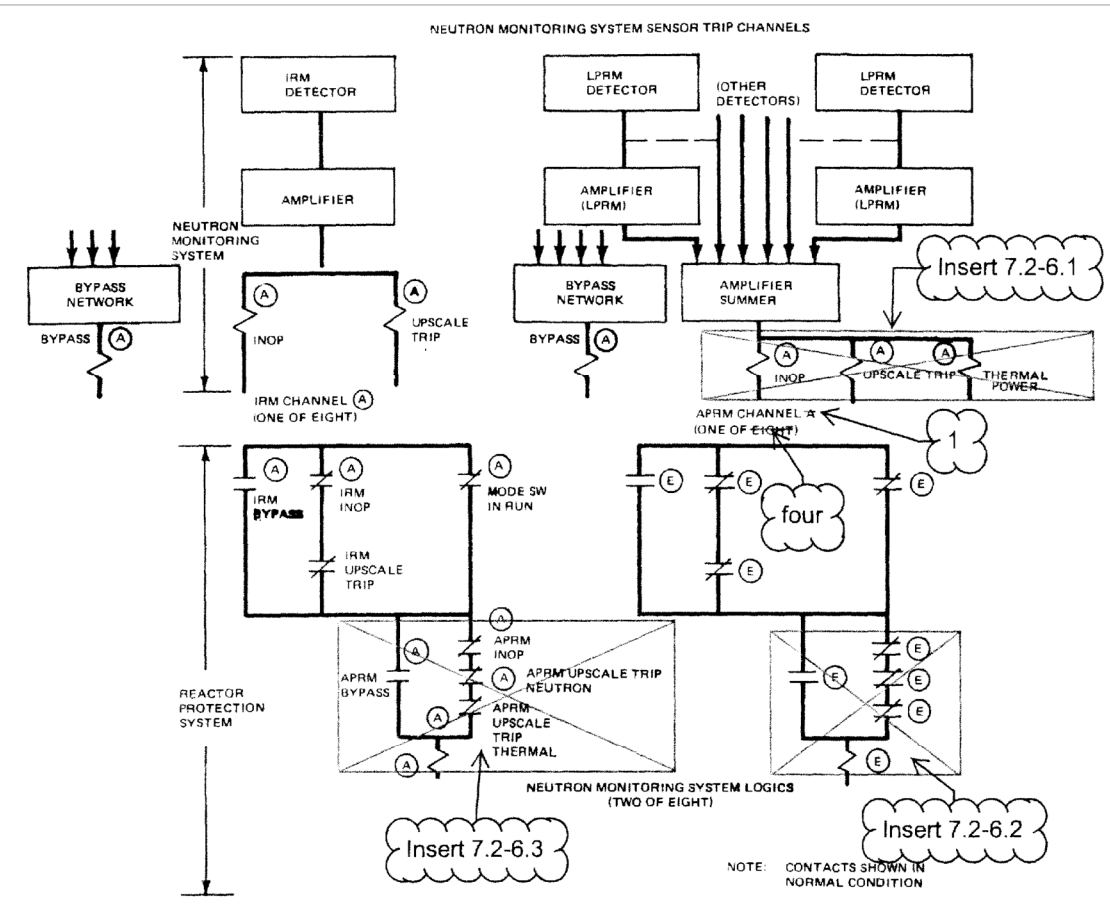 NEUTRON MONITORING SYSTEM SENSOR TRIP CHANNELS
IRM
DETECTOR
LPRM
DETECTOR
(OTHER
DETECTORS)
LPRM
DETECTOR
AMPLIFIER
AMPLIFIER
(LPRM)
AMPLIFIER
(LPRM)
NEUTRON
MONITORING
SYSTEM
BYPASS
NETWORK
BYPASS
NETWORK
AMPLIFIER
SUMMER
Insert 7.2-6.1
BYPASS
A
A
INOP
A
UPSCALE
TRIP
BYPASS
A
A
INOP
A
UPSCALE TRIP
A
THERMAL
POWER
IRM CHANNEL A
(ONE OF EIGHT)
APRM CHANNEL A
(ONE OF EIGHT)
1
four
A
IRM
BYPASS
A
IRM
INOP
A
MODE SW
IN RUN
IRM
UPSCALE
TRIP
E
E
E
E
REACTOR
PROTECTION
SYSTEM
A
APRM
BYPASS
A
APRM
INOP
A
APRM UPSCALE TRIP
NEUTRON
A
APRM
UPSCALE
TRIP
THERMAL
A
E
E
E
E
E
NEUTRON MONITORING SYSTEM LOGICS
(TWO OF EIGHT)
Insert 7.2-6.3
Insert 7.2-6.2
NOTE: CONTACTS SHOWN IN
NORMAL CONDITION